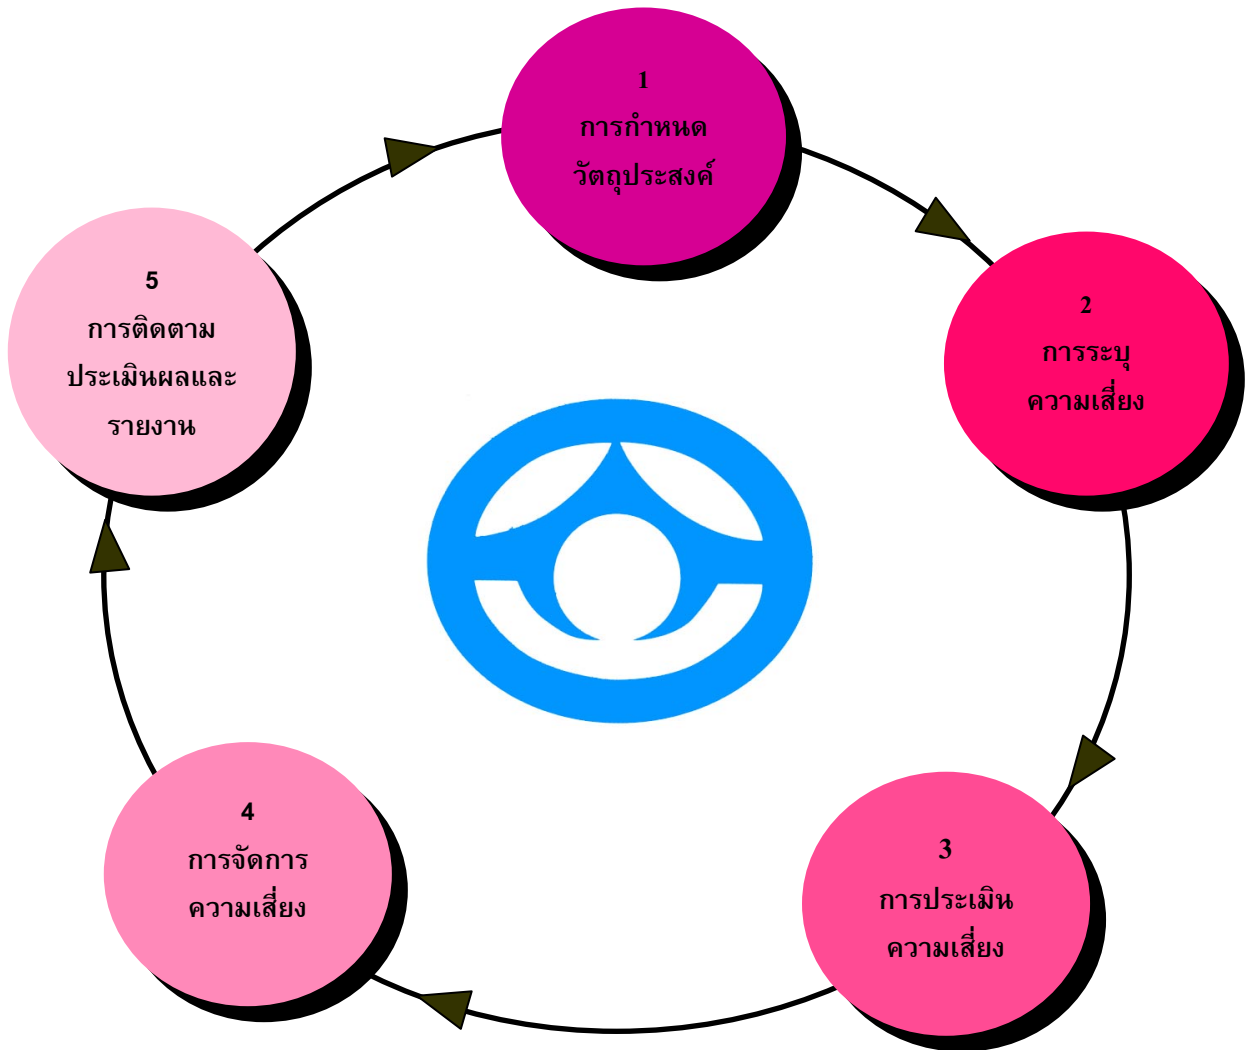 1
การกำหนด
วัตถุประสงค์
2
การระบุ
ความเสี่ยง
3
การประเมิน
ความเสี่ยง
4
การจัดการ
ความเสี่ยง
5
การติดตาม
ประเมินผลและ
รายงาน